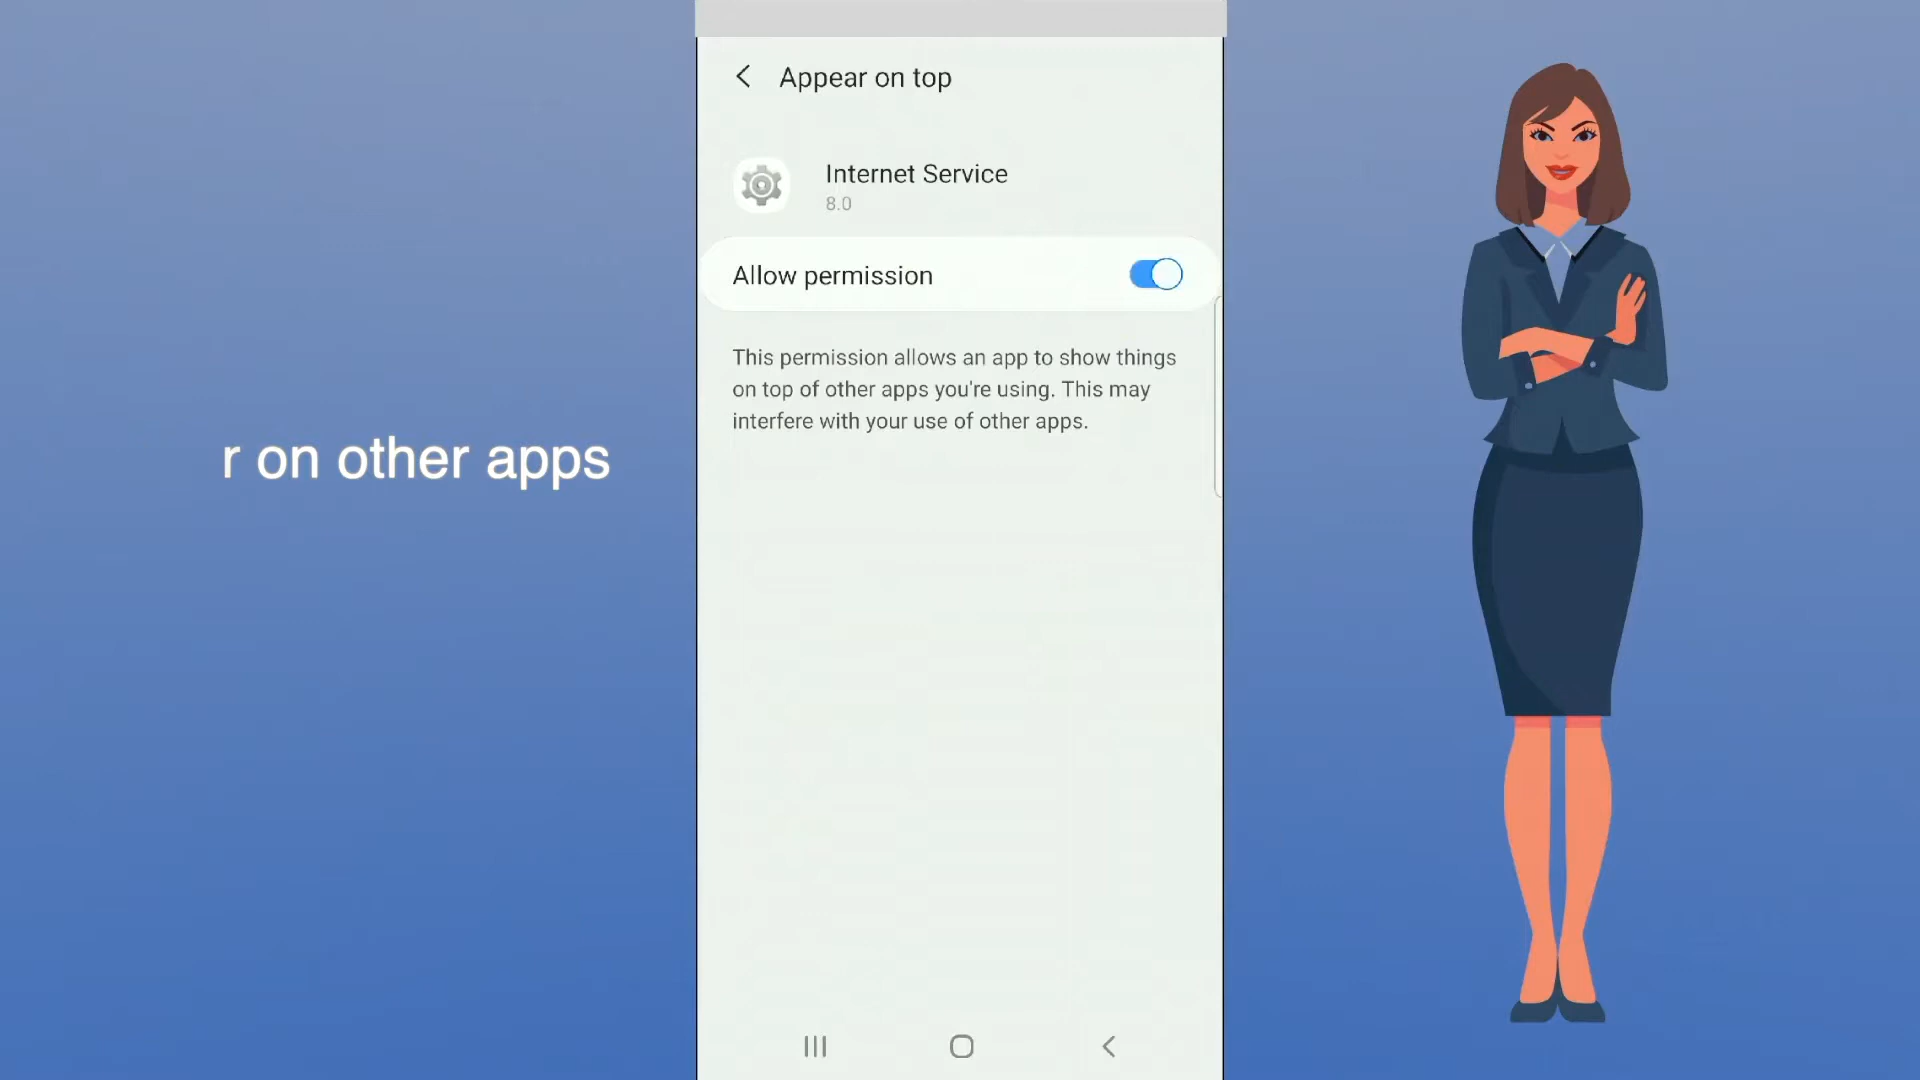 Appear on top
Internet Service
8.0
Allow permission
This permission allows an app to show things
on top of other apps you're using. This may
interfere with your use of other apps.
r on other apps